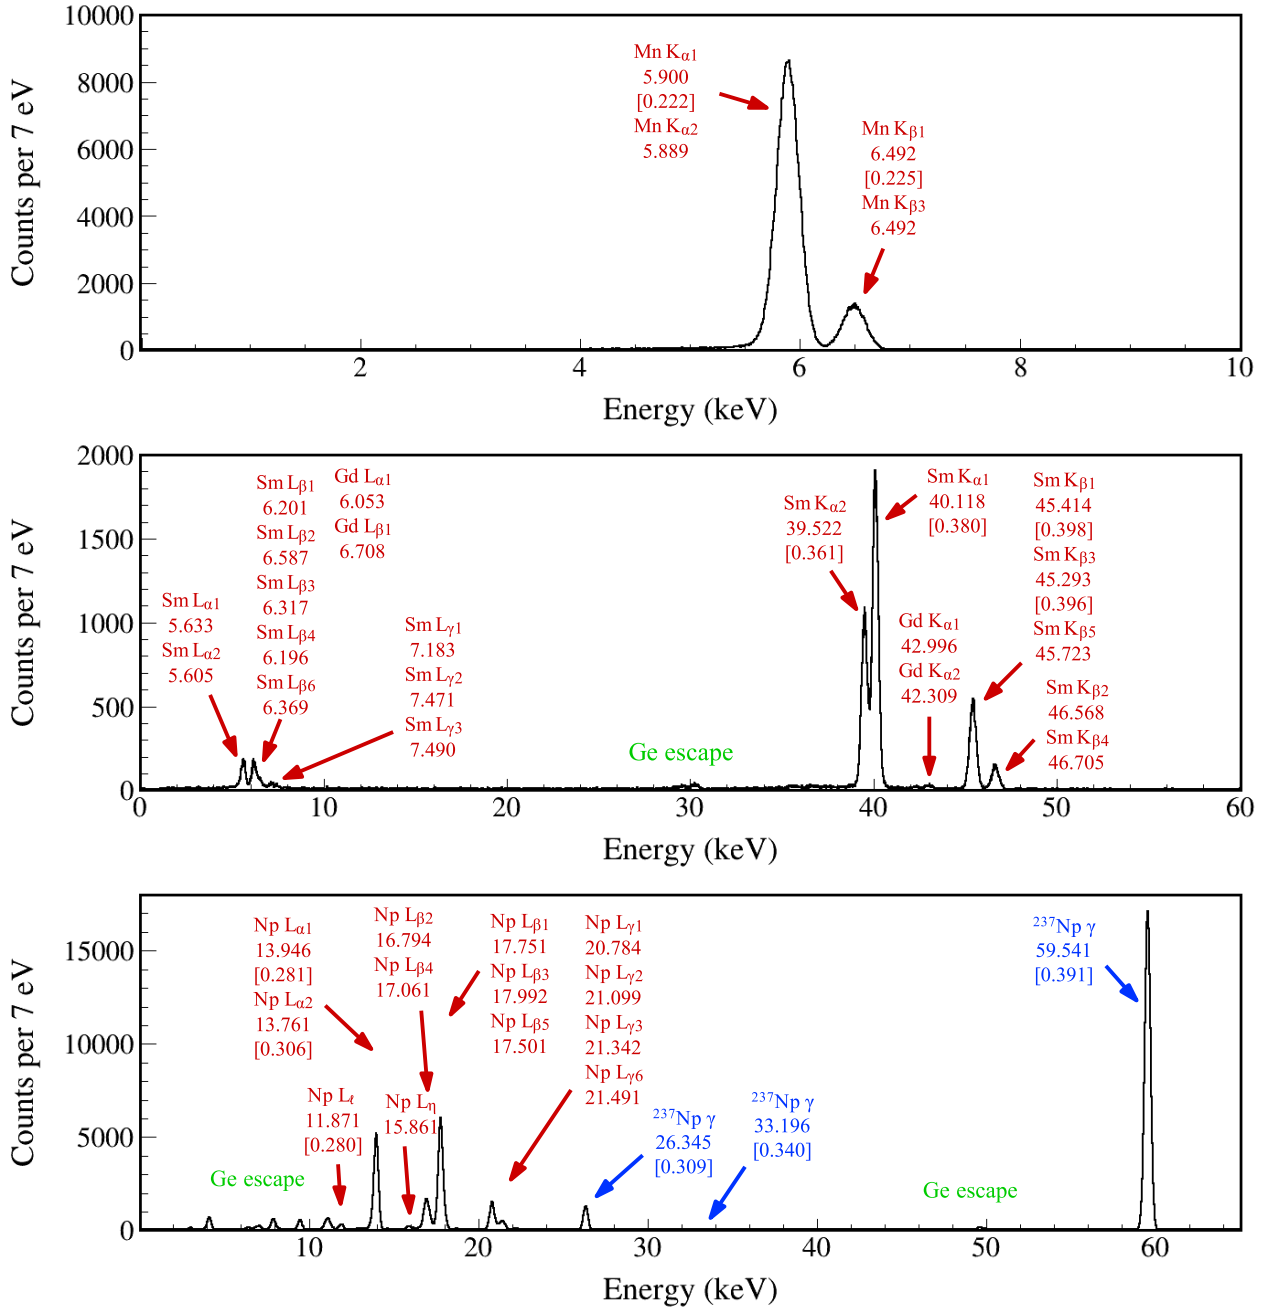 10000
8000
6000
4000
2000
0
Counts per 7 eV
Mn Kα1
5.900
[0.222]
Mn Kα2
5.889
Mn Kβ1
6.492
[0.225]
Mn Kβ3
6.492
2 4 6 8 10
Energy (keV)
2000
1500
1000
500
0
Counts per 7 eV
Sm Lα1
5.633
Sm Lα2
5.605
Sm Lβ1
6.201
Sm Lβ2
6.587
Sm Lβ3
6.317
Sm Lβ4
6.196
Sm Lβ6
6.369
Gd Lα1
6.053
Gd Lβ1
6.708
Sm Lγ1
7.183
Sm Lγ2
7.471
Sm Lγ3
7.490
Ge escape
Sm Kα2
39.522
[0.361]
Sm Kα1
40.118
[0.380]
Gd Kα1
42.996
Gd Kα2
42.309
Sm Kβ1
45.414
[0.398]
Sm Kβ3
45.293
[0.396]
Sm Kβ5
45.723
Sm Kβ2
46.568
Sm Kβ4
46.705
0 10 20 30 40 50 60
Energy (keV)
15000
10000
5000
0
Counts per 7 eV
Ge escape
Np Lα1
13.946
[0.281]
Np Lα2
13.761
[0.306]
Np Lℓ
11.871
[0.280]
Np Lη
15.861
Np Lβ2
16.794
Np Lβ4
17.061
Np Lβ1
17.751
Np Lβ3
17.992
Np Lβ5
17.501
Np Lγ1
20.784
Np Lγ2
21.099
Np Lγ3
21.342
Np Lγ6
21.491
²³⁷Np γ
26.345
[0.309]
²³⁷Np γ
33.196
[0.340]
Ge escape
²³⁷Np γ
59.541
[0.391]
10 20 30 40 50 60
Energy (keV)